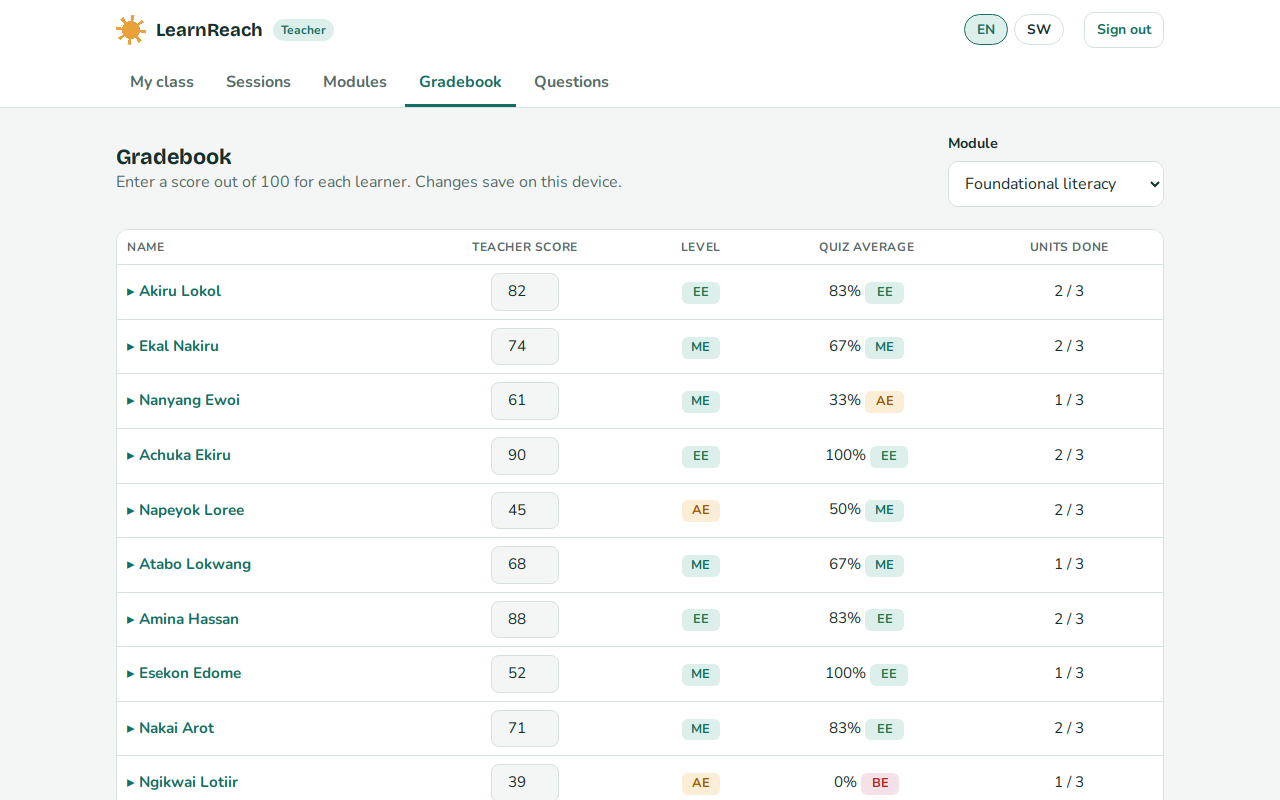 LearnReach Teacher EN SW Sign out
My class Sessions Modules Gradebook Questions
Module
Gradebook
Enter a score out of 100 for each learner. Changes save on this device.
Foundational literacy
NAME TEACHER SCORE LEVEL QUIZ AVERAGE UNITS DONE
▸ Akiru Lokol 82 EE 83% EE 2 / 3
▸ Ekal Nakiru 74 ME 67% ME 2 / 3
▸ Nanyang Ewoi 61 ME 33% AE 1 / 3
▸ Achuka Ekiru 90 EE 100% EE 2 / 3
▸ Napeyok Loree 45 AE 50% ME 2 / 3
▸ Atabo Lokwang 68 ME 67% ME 1 / 3
▸ Amina Hassan 88 EE 83% EE 2 / 3
▸ Esekon Edome 52 ME 100% EE 1 / 3
▸ Nakai Arot 71 ME 83% EE 2 / 3
▸ Ngikwai Lotiir 39 AE 0% BE 1 / 3